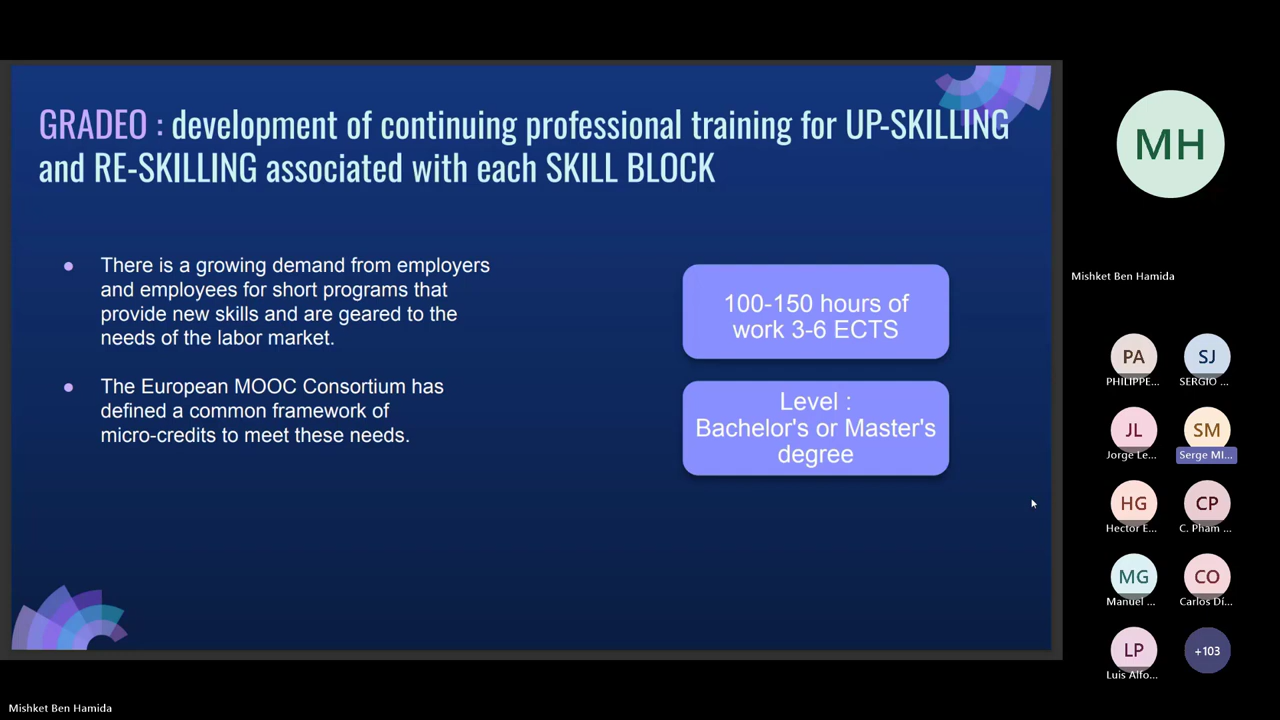 GRADEO : development of continuing professional training for UP-SKILLING
and RE-SKILLING associated with each SKILL BLOCK
There is a growing demand from employers
and employees for short programs that
provide new skills and are geared to the
needs of the labor market.
The European MOOC Consortium has
defined a common framework of
micro-credits to meet these needs.
100-150 hours of
work 3-6 ECTS
Level :
Bachelor's or Master's
degree
MH
Mishket Ben Hamida
PA
PHILIPPE...
SJ
SERGIO ...
JL
Jorge Le...
SM
Serge MI...
HG
Hector E...
CP
C. Pham ...
MG
Manuel ...
CO
Carlos Dí...
LP
Luis Alfo...
+103
Mishket Ben Hamida